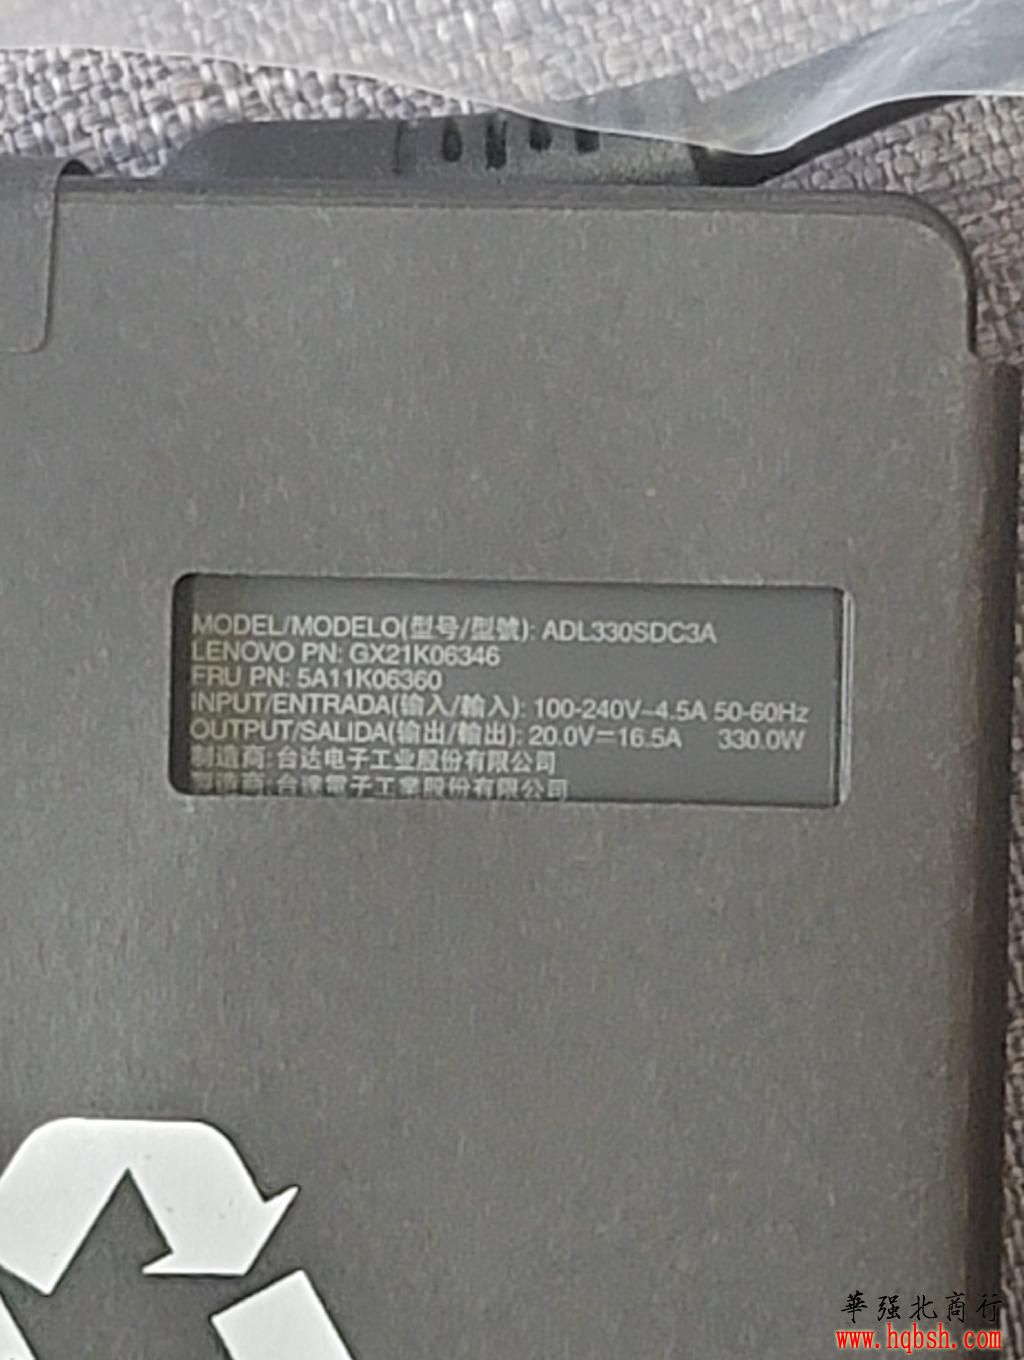 MODEL/MODELO(型号/型號): ADL330SDC3A
LENOVO PN: GX21K06346
FRU PN: 5A11K06360
INPUT/ENTRADA(输入/輸入): 100-240V~4.5A 50-60Hz
OUTPUT/SALIDA(输出/輸出): 20.0V⎓16.5A 330.0W
制造商:台达电子工业股份有限公司
製造商:台達電子工業股份有限公司
華强北商行
www.hqbsh.com